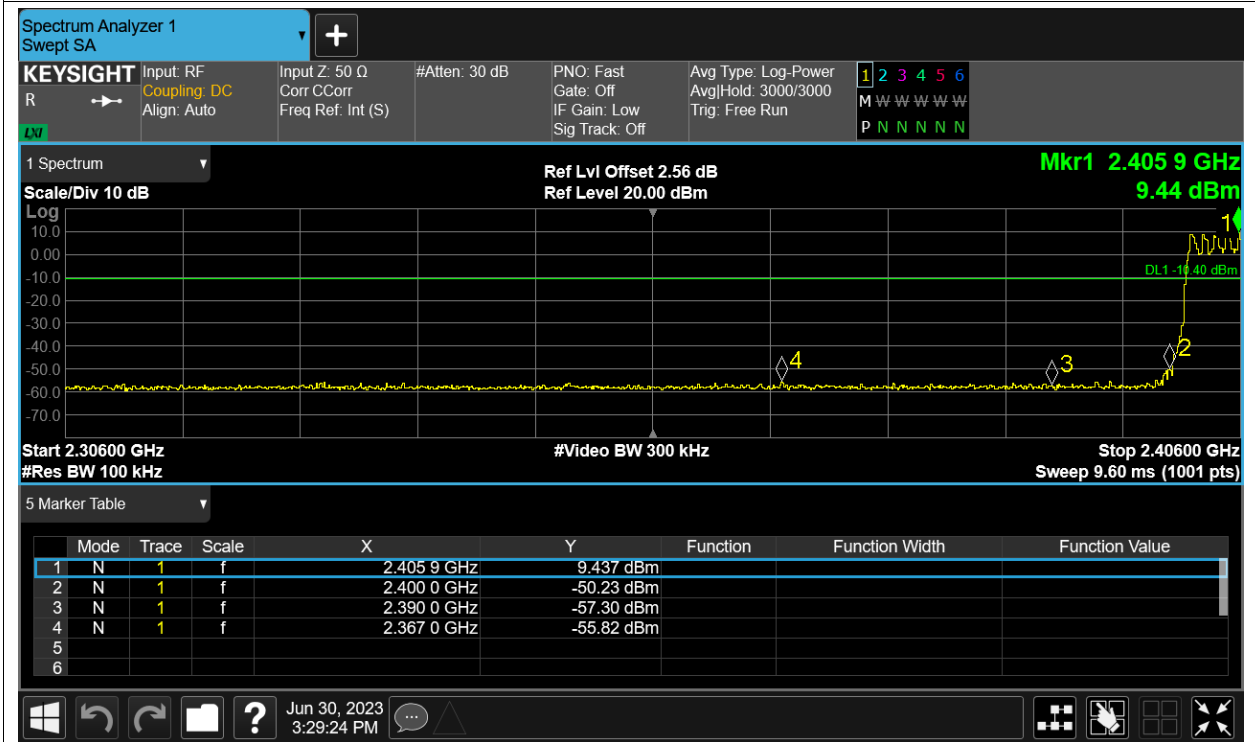 Spectrum Analyzer 1
Swept SA
+
KEYSIGHT
R
LXI
Input: RF
Coupling: DC
Align: Auto
Input Z: 50 Ω
Corr CCorr
Freq Ref: Int (S)
#Atten: 30 dB
PNO: Fast
Gate: Off
IF Gain: Low
Sig Track: Off
Avg Type: Log-Power
Avg|Hold: 3000/3000
Trig: Free Run
1 2 3 4 5 6
M W W W W W
P N N N N N
1 Spectrum
Scale/Div 10 dB
Ref Lvl Offset 2.56 dB
Ref Level 20.00 dBm
Mkr1 2.405 9 GHz
9.44 dBm
Log
10.0
0.00
-10.0
-20.0
-30.0
-40.0
-50.0
-60.0
-70.0
1
DL1 -10.40 dBm
4
3
2
Start 2.30600 GHz
#Res BW 100 kHz
#Video BW 300 kHz
Stop 2.40600 GHz
Sweep 9.60 ms (1001 pts)
5 Marker Table
Mode Trace Scale X Y Function Function Width Function Value
1 N 1 f 2.405 9 GHz 9.437 dBm
2 N 1 f 2.400 0 GHz -50.23 dBm
3 N 1 f 2.390 0 GHz -57.30 dBm
4 N 1 f 2.367 0 GHz -55.82 dBm
5
6
?
Jun 30, 2023
3:29:24 PM